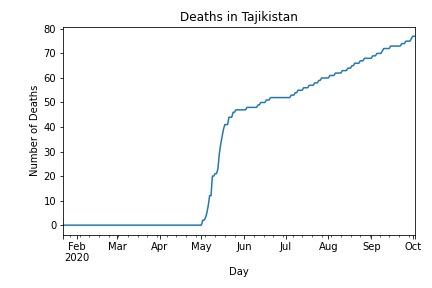 Deaths in Tajikistan
80
70
60
50
40
30
20
10
0
Number of Deaths
Feb Mar Apr May Jun Jul Aug Sep Oct
2020
Day